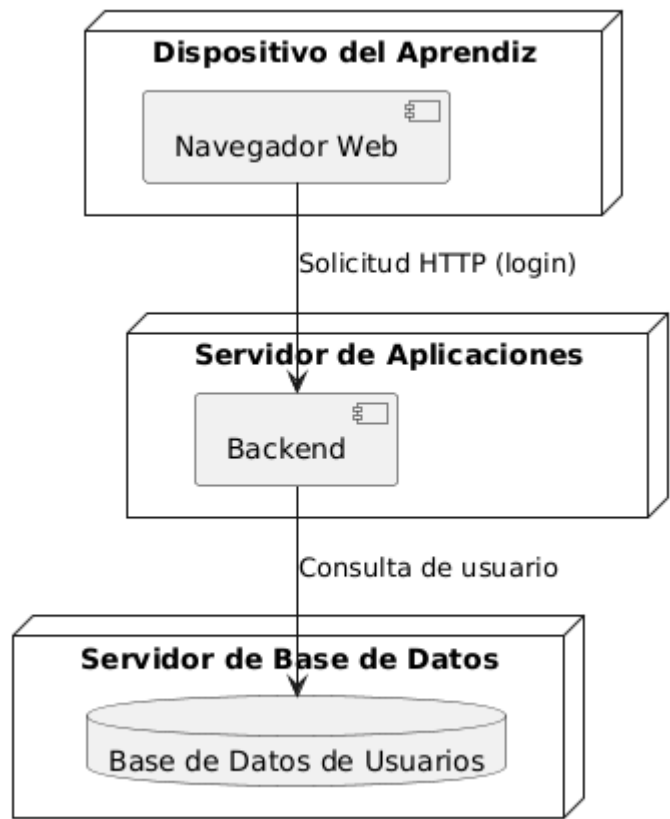 Dispositivo del Aprendiz
Navegador Web
Solicitud HTTP (login)
Servidor de Aplicaciones
Backend
Consulta de usuario
Servidor de Base de Datos
Base de Datos de Usuarios